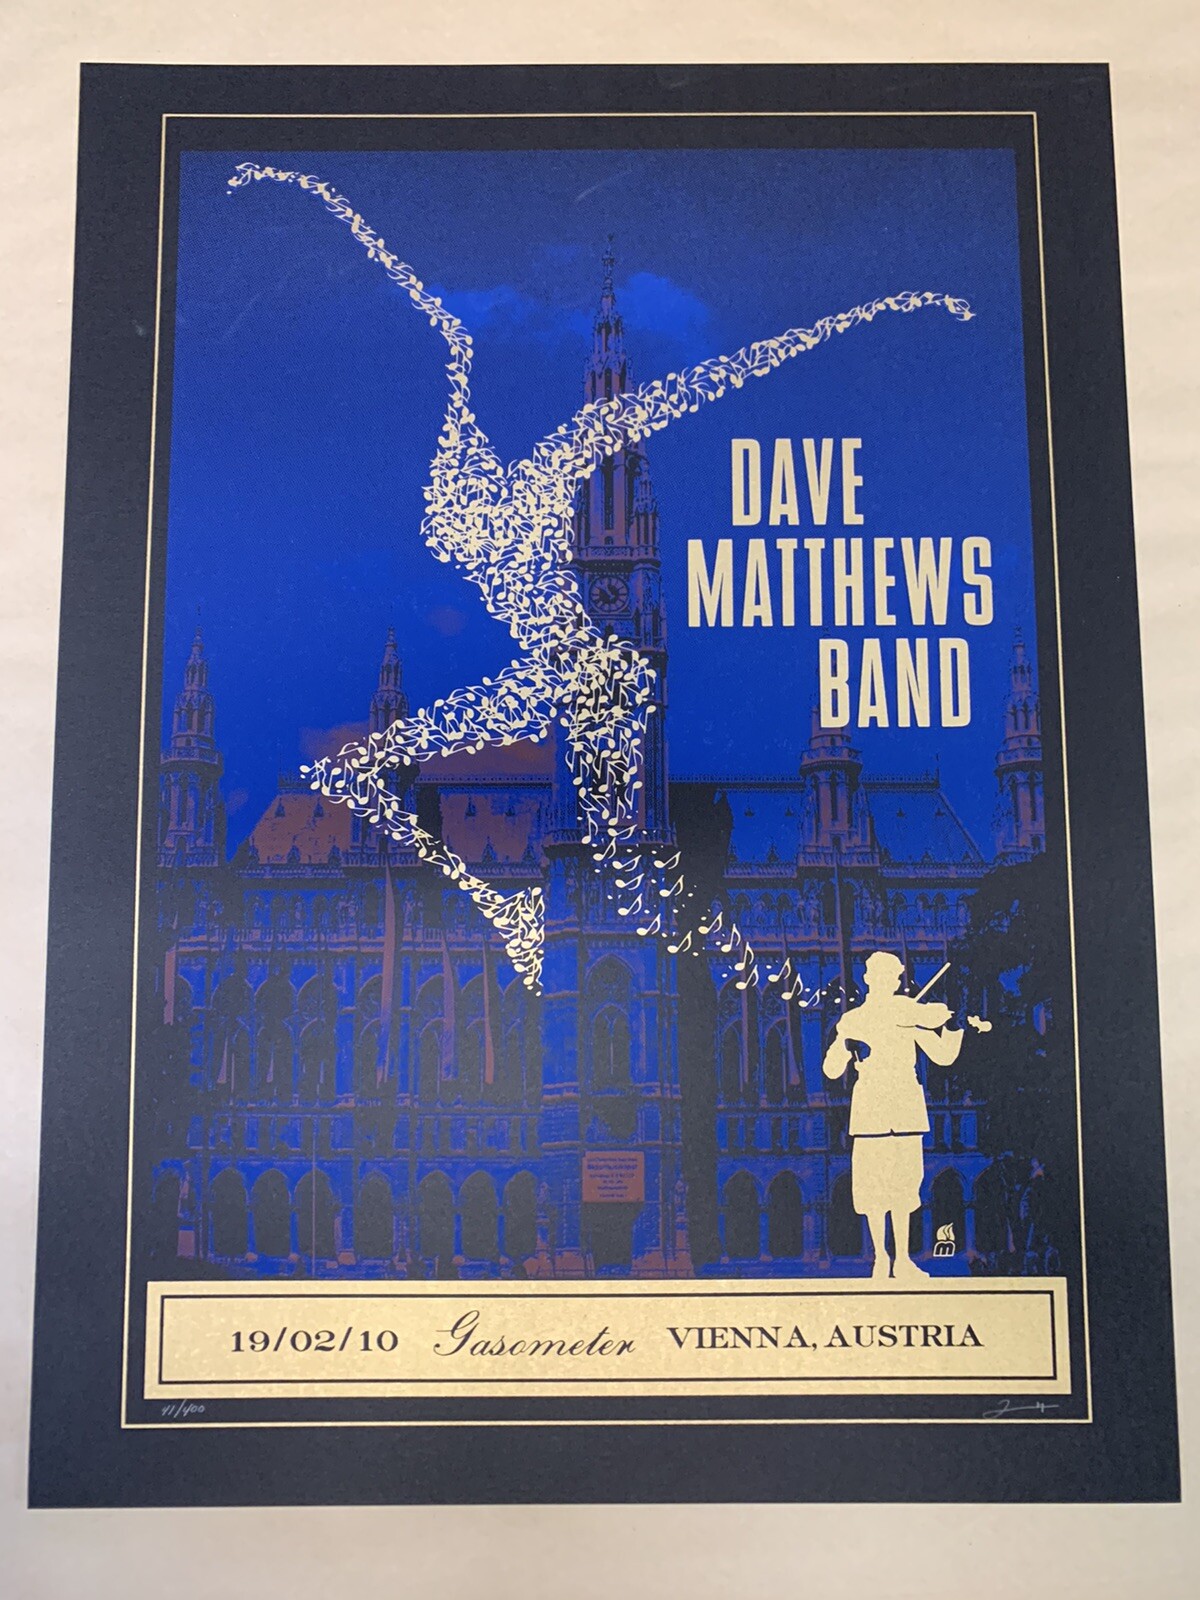 DAVE
MATTHEWS
BAND
19/02/10 Gasometer VIENNA, AUSTRIA
41/400